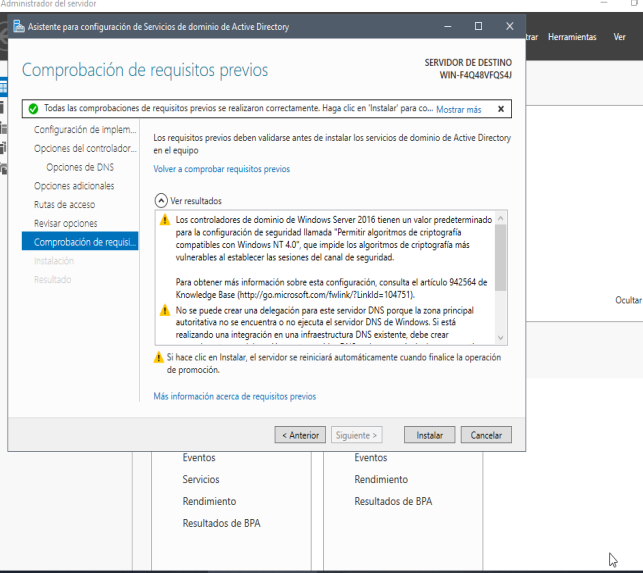 Administrador del servidor
Asistente para configuración de Servicios de dominio de Active Directory
trar Herramientas Ver
Comprobación de requisitos previos
SERVIDOR DE DESTINO
WIN-F4Q48VFQS4J
Todas las comprobaciones de requisitos previos se realizaron correctamente. Haga clic en 'Instalar' para co... Mostrar más
Configuración de implem...
Opciones del controlador...
Opciones de DNS
Opciones adicionales
Rutas de acceso
Revisar opciones
Comprobación de requisi...
Instalación
Resultado
Los requisitos previos deben validarse antes de instalar los servicios de dominio de Active Directory
en el equipo
Volver a comprobar requisitos previos
Ver resultados
Los controladores de dominio de Windows Server 2016 tienen un valor predeterminado
para la configuración de seguridad llamada "Permitir algoritmos de criptografía
compatibles con Windows NT 4.0", que impide los algoritmos de criptografía más
vulnerables al establecer las sesiones del canal de seguridad.
Para obtener más información sobre esta configuración, consulta el artículo 942564 de
Knowledge Base (http://go.microsoft.com/fwlink/?LinkId=104751).
No se puede crear una delegación para este servidor DNS porque la zona principal
autoritativa no se encuentra o no ejecuta el servidor DNS de Windows. Si está
realizando una integración en una infraestructura DNS existente, debe crear
Si hace clic en Instalar, el servidor se reiniciará automáticamente cuando finalice la operación
de promoción.
Más información acerca de requisitos previos
< Anterior Siguiente > Instalar Cancelar
Ocultar
Eventos
Servicios
Rendimiento
Resultados de BPA
Eventos
Rendimiento
Resultados de BPA